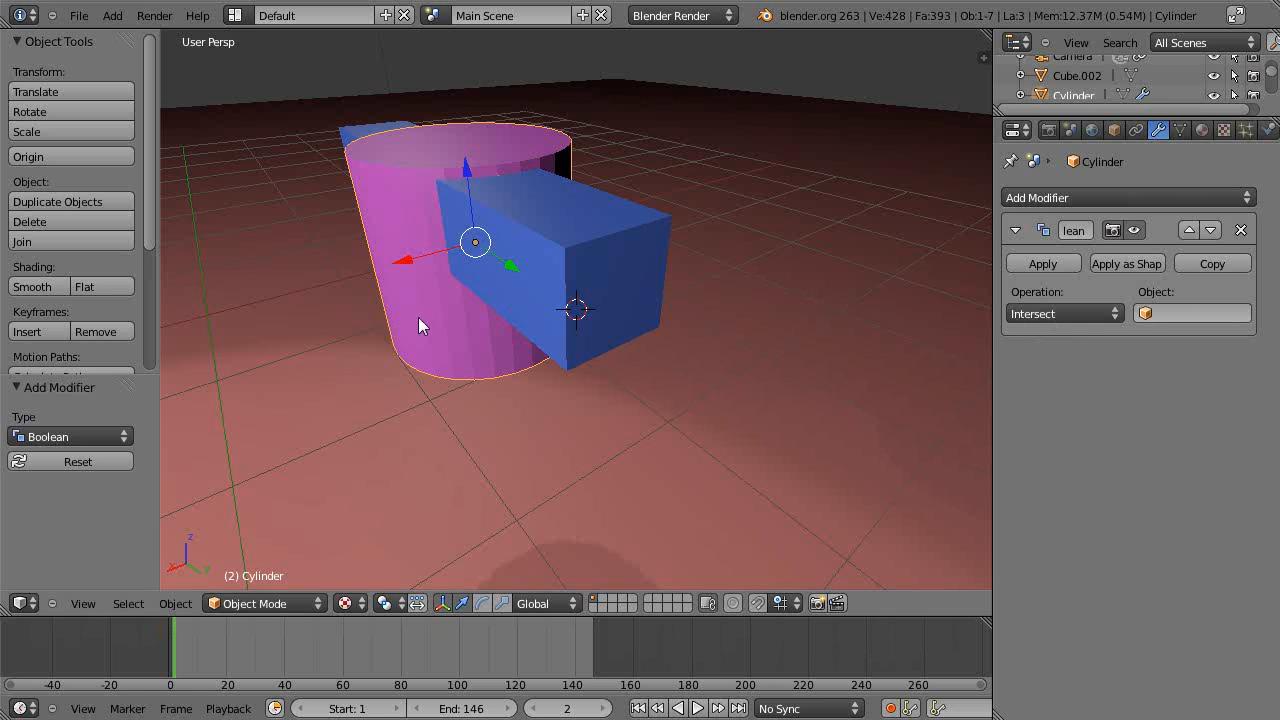 File Add Render Help Default Main Scene Blender Render blender.org 263 | Ve:428 | Fa:393 | Ob:1-7 | La:3 | Mem:12.37M (0.54M) | Cylinder
Object Tools
Transform:
Translate
Rotate
Scale
Origin
Object:
Duplicate Objects
Delete
Join
Shading:
Smooth Flat
Keyframes:
Insert Remove
Motion Paths:
Add Modifier
Type
Boolean
Reset
User Persp
z
x
y
(2) Cylinder
View Search All Scenes
Camera
Cube.002
Cylinder
Cylinder
Add Modifier
lean
Apply Apply as Shap Copy
Operation: Object:
Intersect
View Select Object Object Mode Global
-40 -20 0 20 40 60 80 100 120 140 160 180 200 220 240 260
View Marker Frame Playback Start: 1 End: 146 2 No Sync